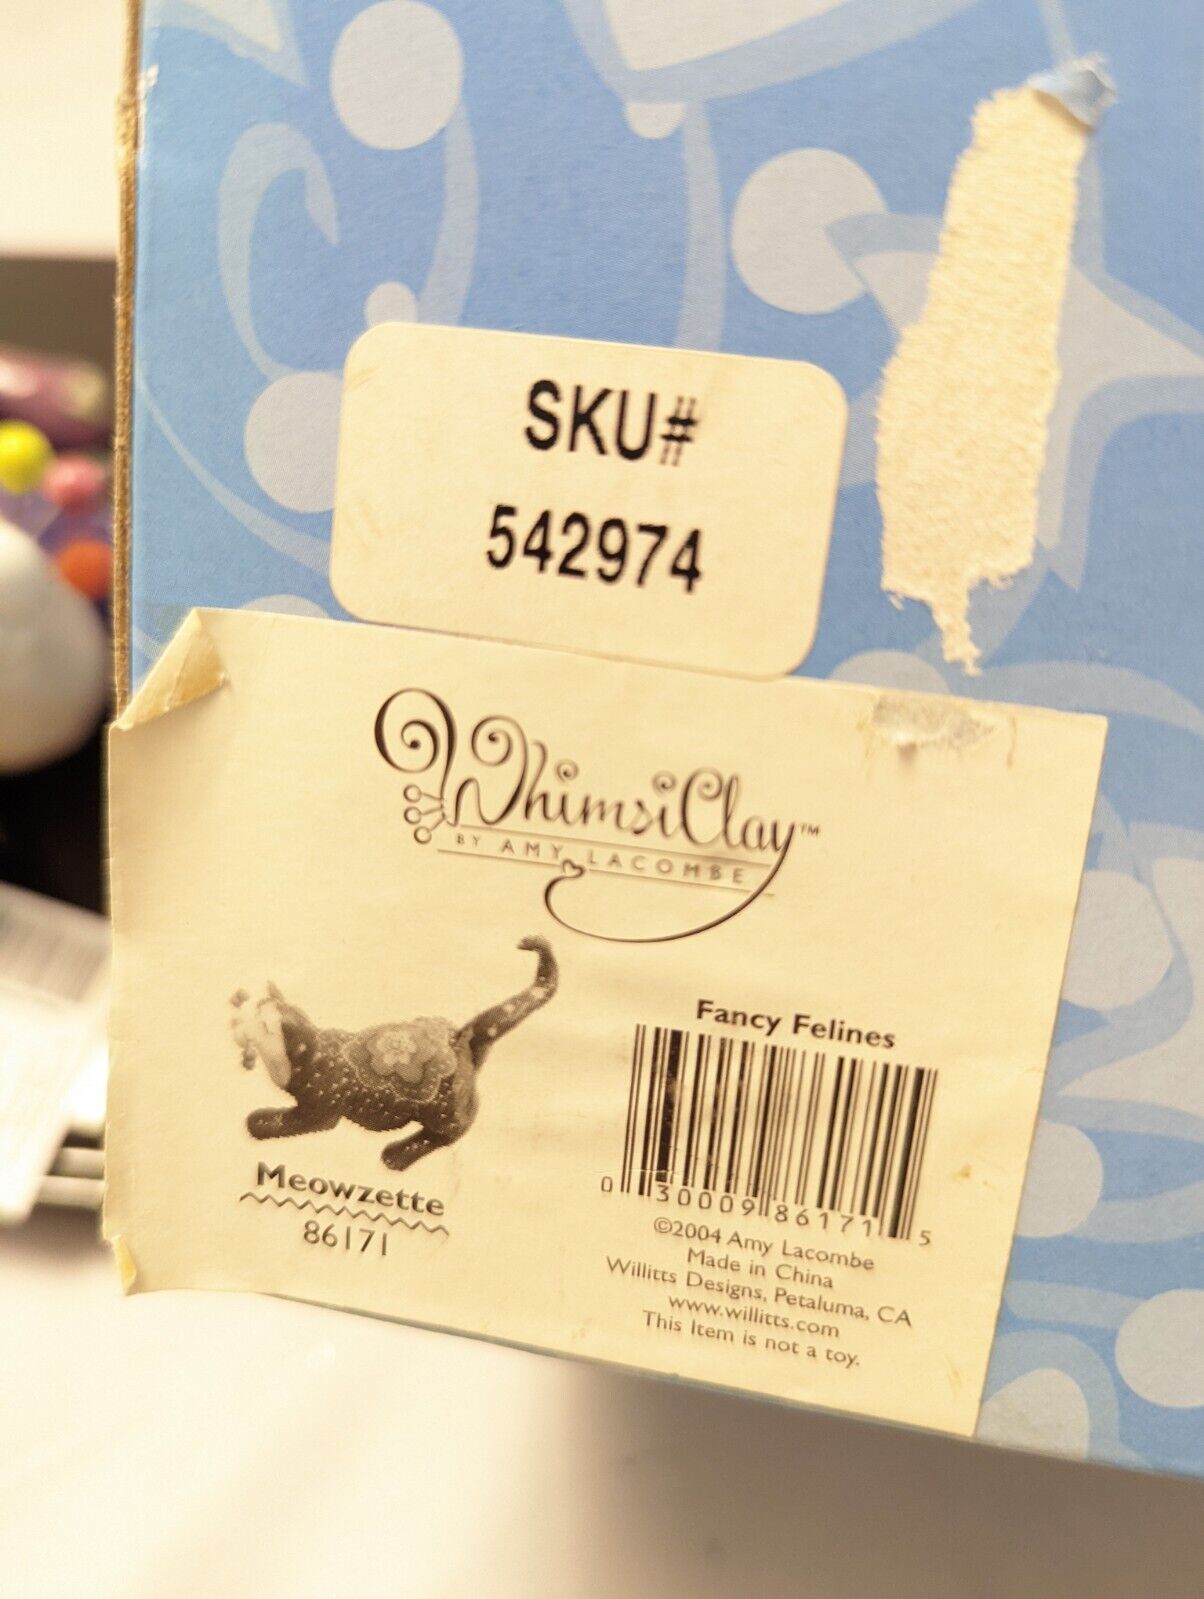 SKU#
542974
WhimsiClay™
BY AMY LACOMBE
Fancy Felines
0 30009 86171 5
Meowzette
86171
©2004 Amy Lacombe
Made in China
Willitts Designs, Petaluma, CA
www.willitts.com
This Item is not a toy.